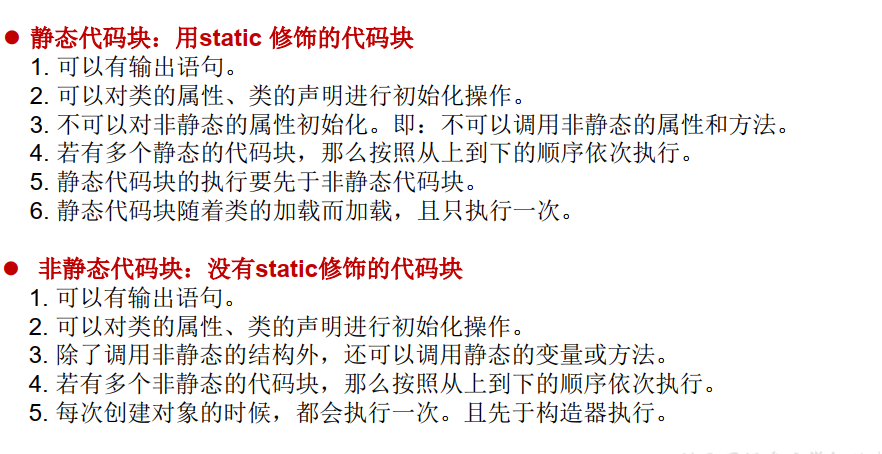 ● 静态代码块：用static 修饰的代码块
1. 可以有输出语句。
2. 可以对类的属性、类的声明进行初始化操作。
3. 不可以对非静态的属性初始化。即：不可以调用非静态的属性和方法。
4. 若有多个静态的代码块，那么按照从上到下的顺序依次执行。
5. 静态代码块的执行要先于非静态代码块。
6. 静态代码块随着类的加载而加载，且只执行一次。
● 非静态代码块：没有static修饰的代码块
1. 可以有输出语句。
2. 可以对类的属性、类的声明进行初始化操作。
3. 除了调用非静态的结构外，还可以调用静态的变量或方法。
4. 若有多个非静态的代码块，那么按照从上到下的顺序依次执行。
5. 每次创建对象的时候，都会执行一次。且先于构造器执行。